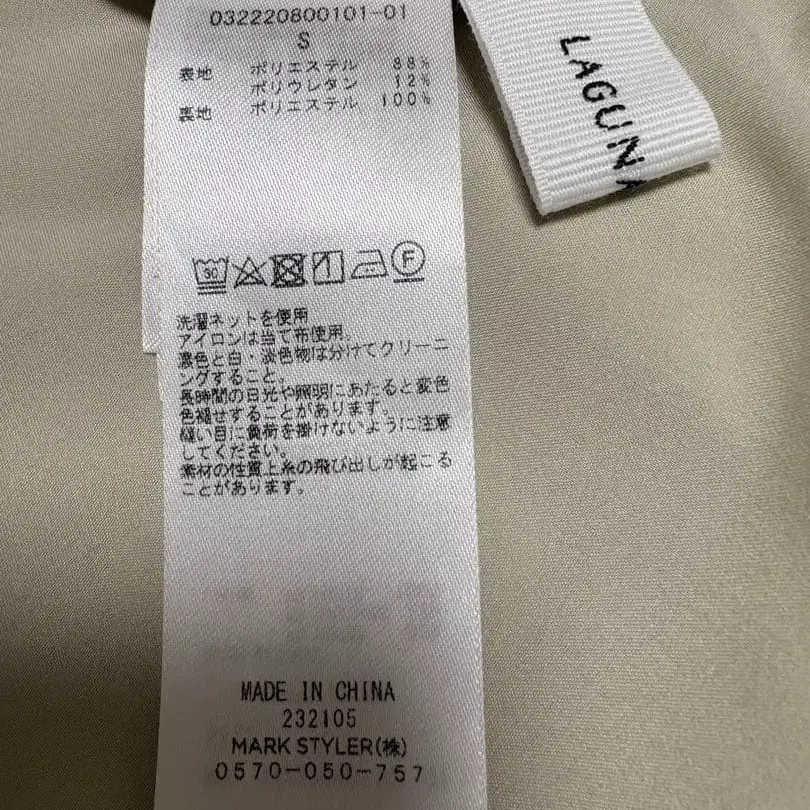 032220800101-01
S
表地 ポリエステル 88%
ポリウレタン 12%
裏地 ポリエステル 100%
30
F
洗濯ネットを使用
アイロンは当て布使用.
濃色と白・淡色物は分けてクリーニ
ングすること.
長時間の日光や照明にあたると変色
色褪せすることがあります.
縫い目に負荷を掛けないように注意
してください.
素材の性質上糸の飛び出しが起こる
ことがあります.
MADE IN CHINA
232105
MARK STYLER(株)
0570-050-757
LAGUNA